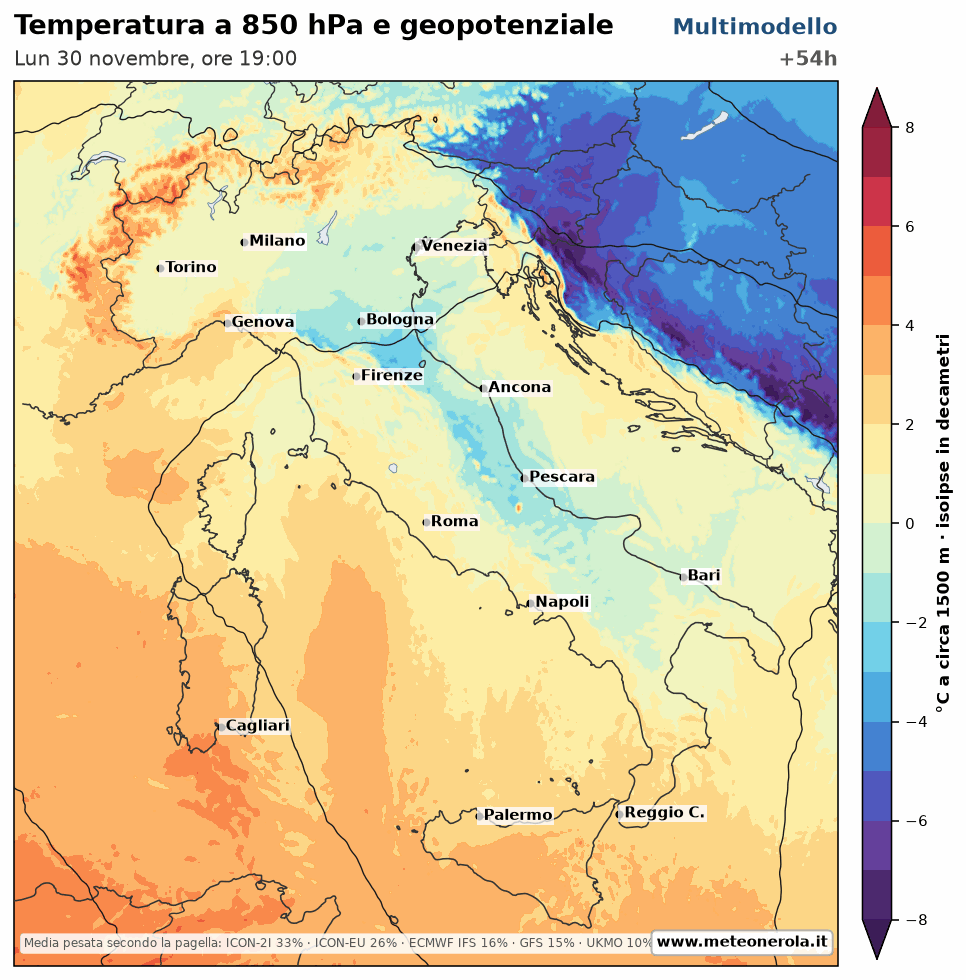 Temperatura a 850 hPa e geopotenziale
Multimodello
Lun 30 novembre, ore 19:00
+54h
Milano
Venezia
Torino
Genova
Bologna
Firenze
Ancona
Pescara
Roma
Bari
Napoli
Cagliari
Palermo
Reggio C.
8
6
4
2
0
−2
−4
−6
−8
°C a circa 1500 m · isoipse in decametri
Media pesata secondo la pagella: ICON-2I 33% · ICON-EU 26% · ECMWF IFS 16% · GFS 15% · UKMO 10%
www.meteonerola.it